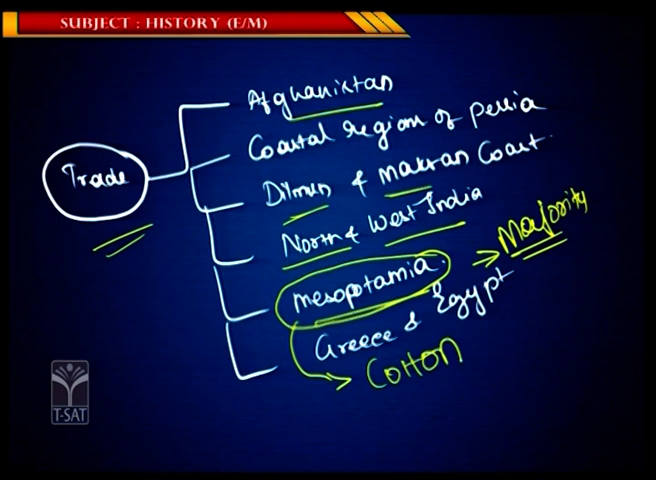 SUBJECT : HISTORY (E/M)
Trade
Afghanistan
Coastal region of persia
Dilmun & makran Coast.
North & West India
mesopotamia. => Majority
Greece & Egypt
Cotton
T-SAT